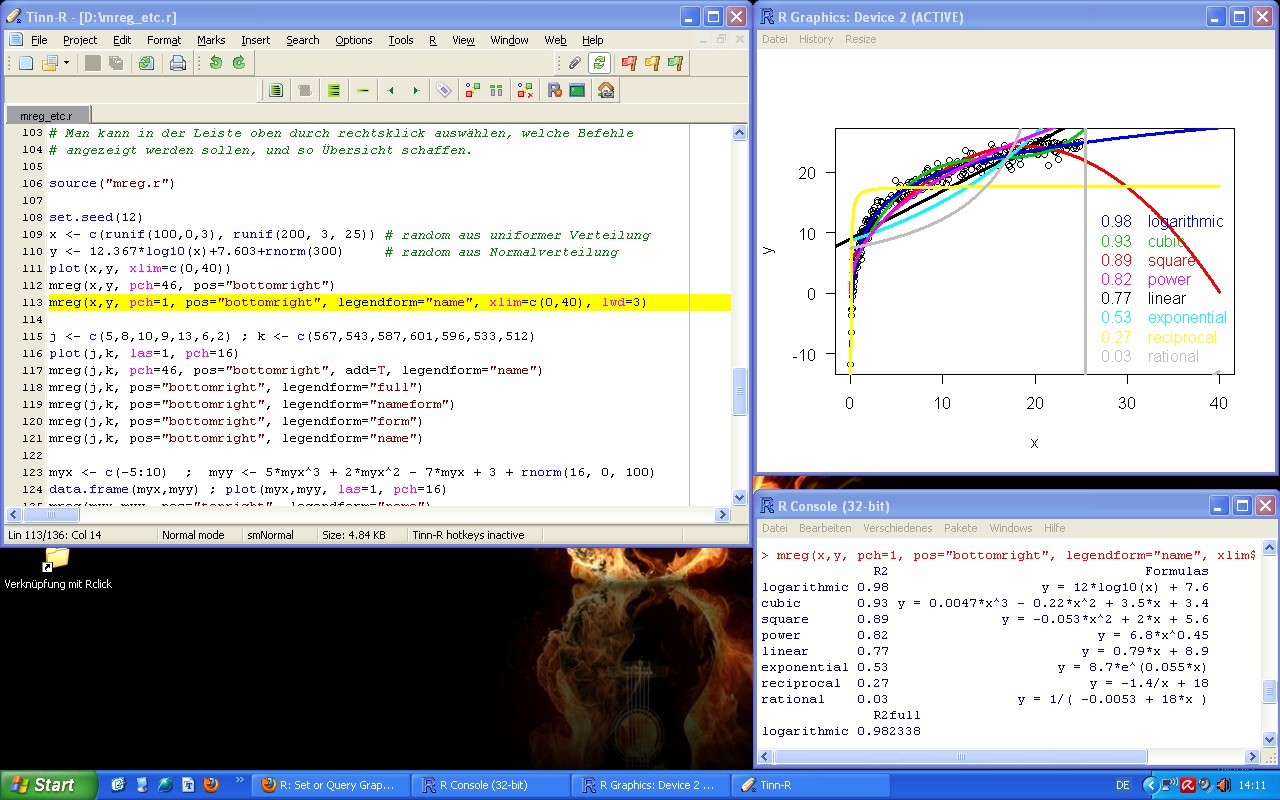 Tinn-R - [D:\mreg_etc.r]
File Project Edit Format Marks Insert Search Options Tools R View Window Web Help
mreg_etc.r
103 # Man kann in der Leiste oben durch rechtsklick auswählen, welche Befehle
104 # angezeigt werden sollen, und so Übersicht schaffen.
105
106 source("mreg.r")
107
108 set.seed(12)
109 x <- c(runif(100,0,3), runif(200, 3, 25)) # random aus uniformer Verteilung
110 y <- 12.367*log10(x)+7.603+rnorm(300) # random aus Normalverteilung
111 plot(x,y, xlim=c(0,40))
112 mreg(x,y, pch=46, pos="bottomright")
113 mreg(x,y, pch=1, pos="bottomright", legendform="name", xlim=c(0,40), lwd=3)
114
115 j <- c(5,8,10,9,13,6,2) ; k <- c(567,543,587,601,596,533,512)
116 plot(j,k, las=1, pch=16)
117 mreg(j,k, pch=46, pos="bottomright", add=T, legendform="name")
118 mreg(j,k, pos="bottomright", legendform="full")
119 mreg(j,k, pos="bottomright", legendform="nameform")
120 mreg(j,k, pos="bottomright", legendform="form")
121 mreg(j,k, pos="bottomright", legendform="name")
122
123 myx <- c(-5:10) ; myy <- 5*myx^3 + 2*myx^2 - 7*myx + 3 + rnorm(16, 0, 100)
124 data.frame(myx,myy) ; plot(myx,myy, las=1, pch=16)
Lin 113/136: Col 14 Normal mode smNormal Size: 4.84 KB Tinn-R hotkeys inactive
R Graphics: Device 2 (ACTIVE)
Datei History Resize
20
10
0
-10
y
0.98 logarithmic
0.93 cubic
0.89 square
0.82 power
0.77 linear
0.53 exponential
0.27 reciprocal
0.03 rational
0 10 20 30 40
x
R Console (32-bit)
Datei Bearbeiten Verschiedenes Pakete Windows Hilfe
> mreg(x,y, pch=1, pos="bottomright", legendform="name", xlim$
R2 Formulas
logarithmic 0.98 y = 12*log10(x) + 7.6
cubic 0.93 y = 0.0047*x^3 - 0.22*x^2 + 3.5*x + 3.4
square 0.89 y = -0.053*x^2 + 2*x + 5.6
power 0.82 y = 6.8*x^0.45
linear 0.77 y = 0.79*x + 8.9
exponential 0.53 y = 8.7*e^(0.055*x)
reciprocal 0.27 y = -1.4/x + 18
rational 0.03 y = 1/( -0.0053 + 18*x )
R2full
logarithmic 0.982338
Verknüpfung mit Rclick
Start
R: Set or Query Grap... R Console (32-bit) R Graphics: Device 2 ... Tinn-R DE 14:11